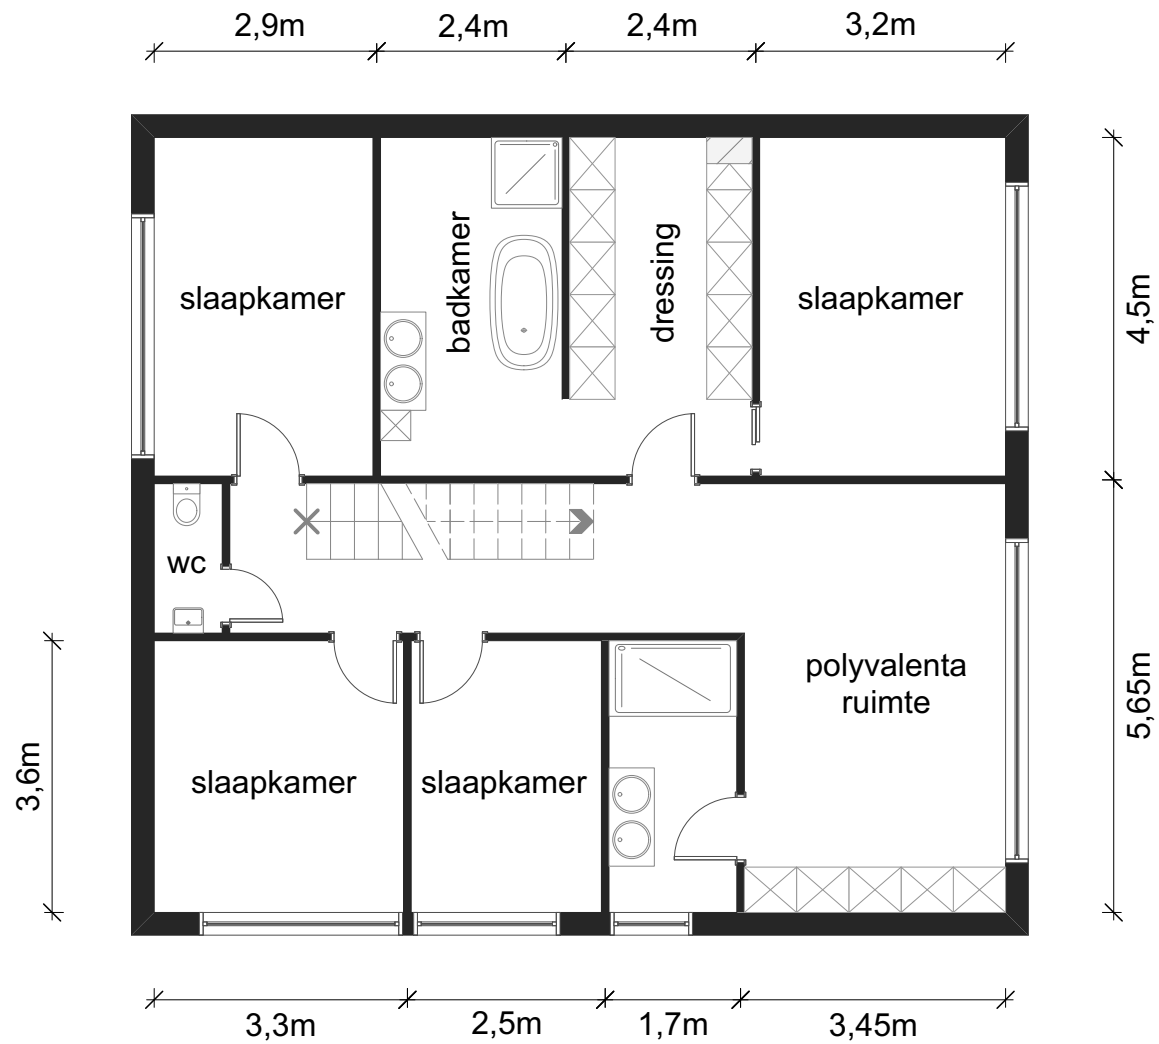 2,9m
2,4m
2,4m
3,2m
slaapkamer
badkamer
dressing
slaapkamer
4,5m
wc
polyvalenta
ruimte
5,65m
3,6m
slaapkamer
slaapkamer
3,3m
2,5m
1,7m
3,45m